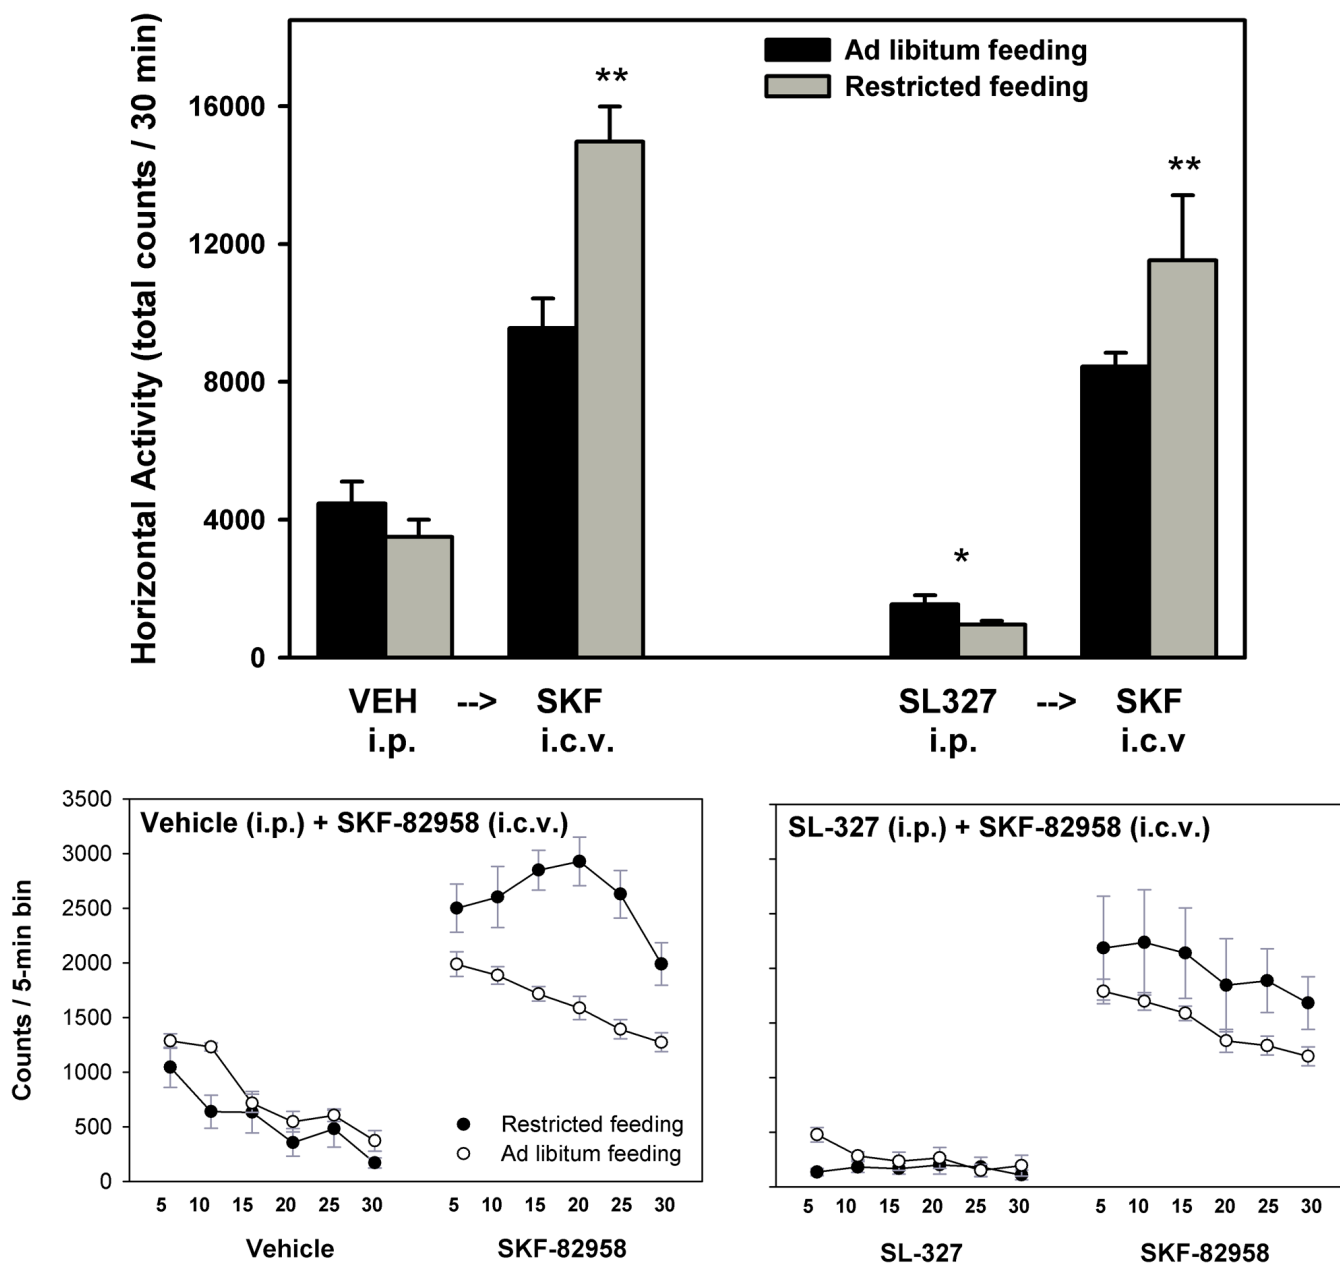 Horizontal Activity (total counts / 30 min)
16000
12000
8000
4000
0
Ad libitum feeding
Restricted feeding
**
**
*
VEH --> SKF
i.p. i.c.v.
SL327 --> SKF
i.p. i.c.v
Counts / 5-min bin
3500
3000
2500
2000
1500
1000
500
0
Vehicle (i.p.) + SKF-82958 (i.c.v.)
Restricted feeding
Ad libitum feeding
5 10 15 20 25 30 5 10 15 20 25 30
Vehicle SKF-82958
SL-327 (i.p.) + SKF-82958 (i.c.v.)
5 10 15 20 25 30 5 10 15 20 25 30
SL-327 SKF-82958